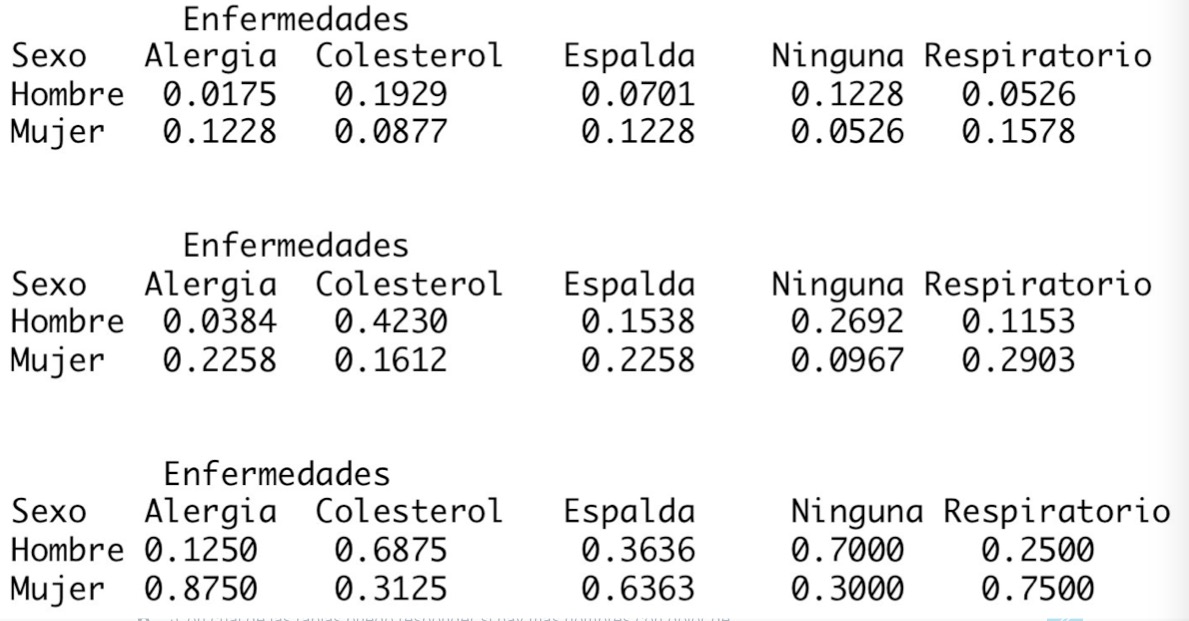 Enfermedades
Sexo Alergia Colesterol Espalda Ninguna Respiratorio
Hombre 0.0175 0.1929 0.0701 0.1228 0.0526
Mujer 0.1228 0.0877 0.1228 0.0526 0.1578
Enfermedades
Sexo Alergia Colesterol Espalda Ninguna Respiratorio
Hombre 0.0384 0.4230 0.1538 0.2692 0.1153
Mujer 0.2258 0.1612 0.2258 0.0967 0.2903
Enfermedades
Sexo Alergia Colesterol Espalda Ninguna Respiratorio
Hombre 0.1250 0.6875 0.3636 0.7000 0.2500
Mujer 0.8750 0.3125 0.6363 0.3000 0.7500